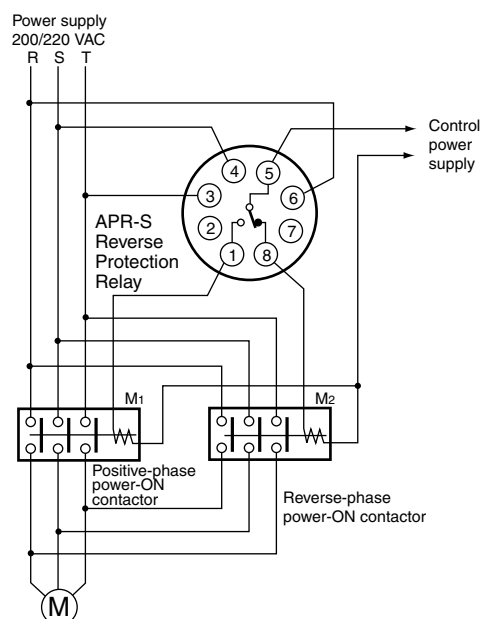 Power supply
200/220 VAC
R S T
Control
power
supply
4 5
3 6
2 7
1 8
APR-S
Reverse
Protection
Relay
M1
M2
Positive-phase
power-ON
contactor
Reverse-phase
power-ON contactor
M